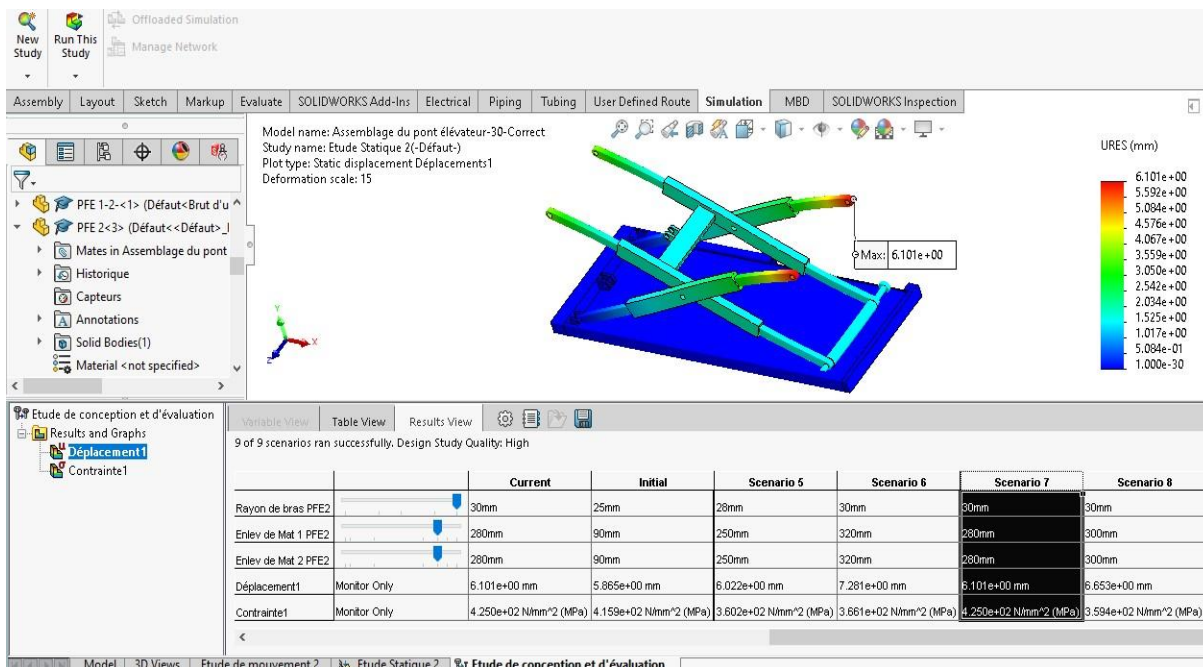 New Study
Run This Study
Offloaded Simulation
Manage Network
Assembly Layout Sketch Markup Evaluate SOLIDWORKS Add-Ins Electrical Piping Tubing User Defined Route Simulation MBD SOLIDWORKS Inspection
Model name: Assemblage du pont élévateur-30-Correct
Study name: Etude Statique 2(-Défaut-)
Plot type: Static displacement Déplacements1
Deformation scale: 15
PFE 1-2-<1> (Défaut<Brut d'u
PFE 2<3> (Défaut<<Défaut>_
Mates in Assemblage du pont
Historique
Capteurs
Annotations
Solid Bodies(1)
Material <not specified>
Y
X
Z
Max: 6.101e+00
URES (mm)
6.101e+00
5.592e+00
5.084e+00
4.576e+00
4.067e+00
3.559e+00
3.050e+00
2.542e+00
2.034e+00
1.525e+00
1.017e+00
5.084e-01
1.000e-30
Etude de conception et d'évaluation
Results and Graphs
Déplacement1
Contrainte1
Variable View Table View Results View
9 of 9 scenarios ran successfully. Design Study Quality: High
Current Initial Scenario 5 Scenario 6 Scenario 7 Scenario 8
Rayon de bras PFE2 30mm 25mm 28mm 30mm 30mm 30mm
Enlev de Mat 1 PFE2 280mm 90mm 250mm 320mm 280mm 300mm
Enlev de Mat 2 PFE2 280mm 90mm 250mm 320mm 280mm 300mm
Déplacement1 Monitor Only 6.101e+00 mm 5.865e+00 mm 6.022e+00 mm 7.281e+00 mm 6.101e+00 mm 6.653e+00 mm
Contrainte1 Monitor Only 4.250e+02 N/mm^2 (MPa) 4.159e+02 N/mm^2 (MPa) 3.602e+02 N/mm^2 (MPa) 3.661e+02 N/mm^2 (MPa) 4.250e+02 N/mm^2 (MPa) 3.594e+02 N/mm^2 (MPa)
Model 3D Views Etude de mouvement 2 Etude Statique 2 Etude de conception et d'évaluation